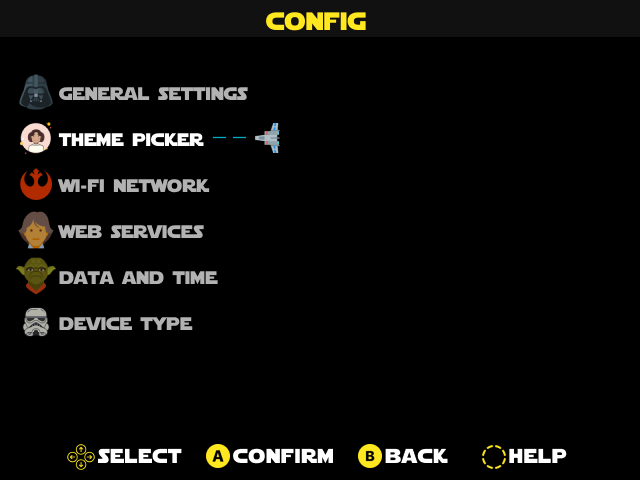 CONFIG
GENERAL SETTINGS
THEME PICKER
WI-FI NETWORK
WEB SERVICES
DATA AND TIME
DEVICE TYPE
SELECT A CONFIRM B BACK HELP